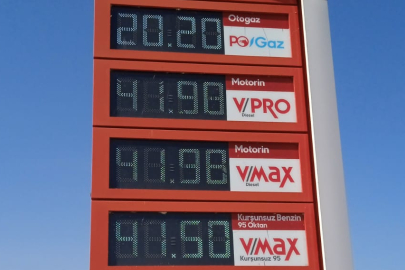 20.20
Otogaz
PO/Gaz
41.90
Motorin
V/PRO
Diesel
41.98
Motorin
V/MAX
Diesel
41.50
Kurşunsuz Benzin
95 Oktan
V/MAX
Kurşunsuz 95